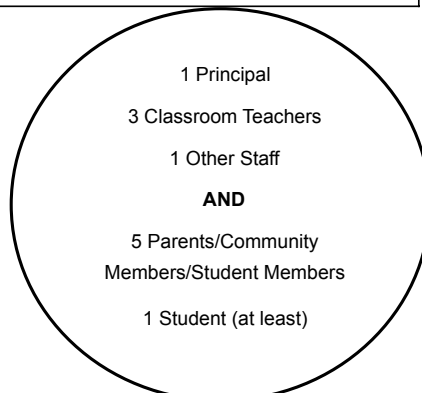 1 Principal
3 Classroom Teachers
1 Other Staff
AND
5 Parents/Community
Members/Student Members
1 Student (at least)